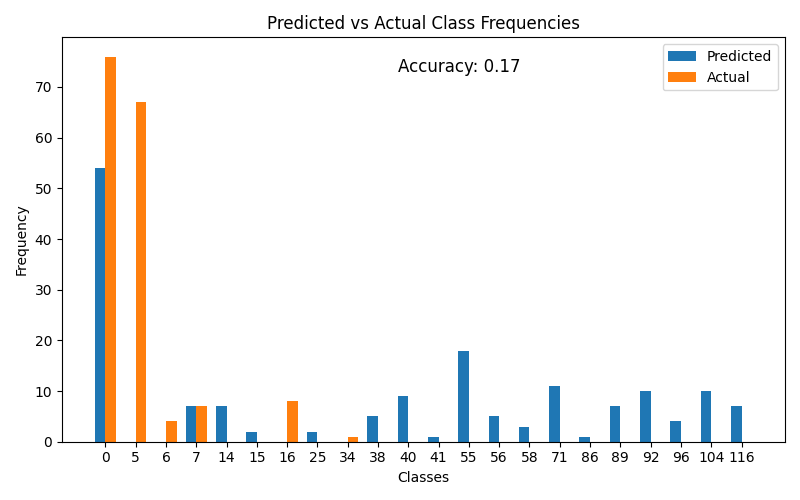 Predicted vs Actual Class Frequencies
Accuracy: 0.17
Predicted
Actual
Frequency
70
60
50
40
30
20
10
0
0 5 6 7 14 15 16 25 34 38 40 41 55 56 58 71 86 89 92 96 104 116
Classes